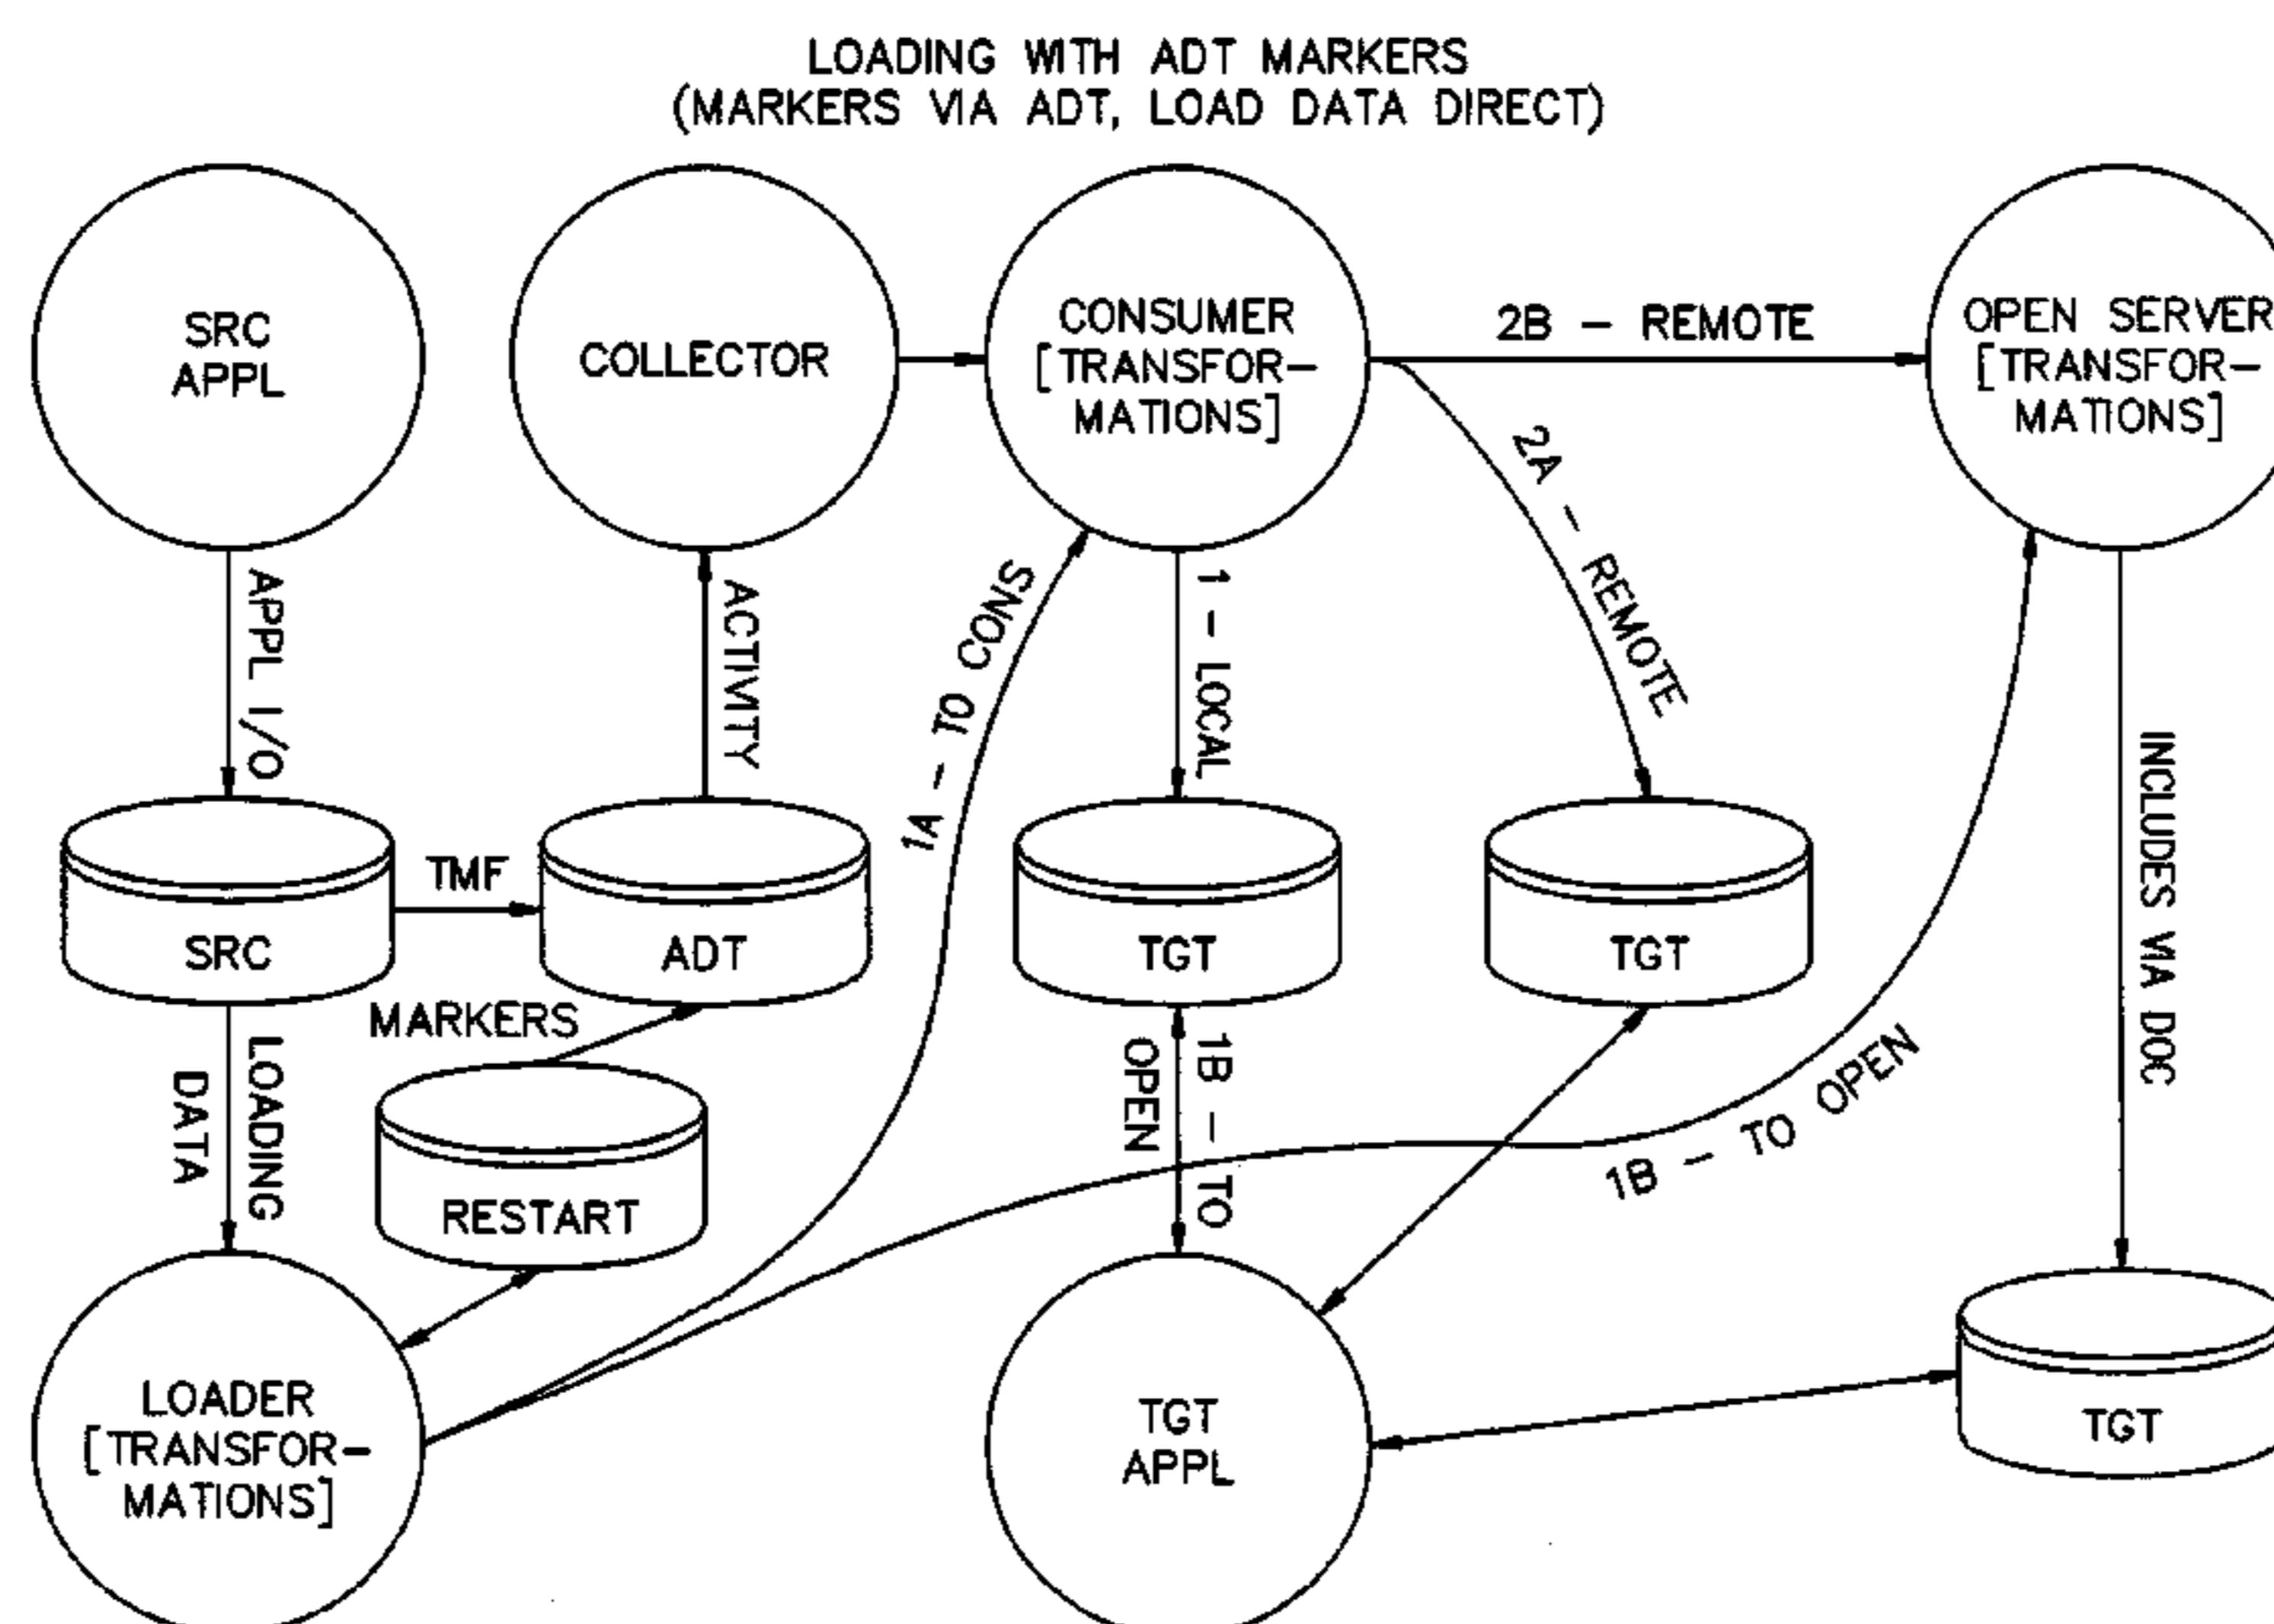 LOADING WITH ADT MARKERS
(MARKERS VIA ADT, LOAD DATA DIRECT)
SRC
APPL
COLLECTOR
CONSUMER
[TRANSFOR-
MATIONS]
2B - REMOTE
OPEN SERVER
[TRANSFOR-
MATIONS]
2A - REMOTE
APPL I/O
ACTIVITY
1A - TO CONS
1 - LOCAL
INCLUDES VIA DOC
SRC
TMF
ADT
TGT
TGT
MARKERS
LOADING
DATA
RESTART
1B - TO
OPEN
1B - TO OPEN
LOADER
[TRANSFOR-
MATIONS]
TGT
APPL
TGT